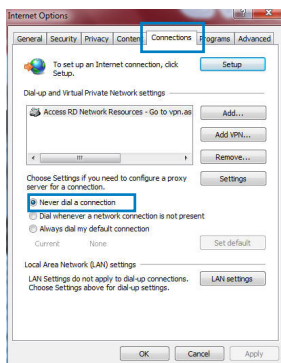 Internet Options
General Security Privacy Content Connections Programs Advanced
To set up an Internet connection, click Setup.
Setup
Dial-up and Virtual Private Network settings
Access RD Network Resources - Go to vpn.as
Add...
Add VPN...
Remove...
Choose Settings if you need to configure a proxy
server for a connection.
Settings
Never dial a connection
Dial whenever a network connection is not present
Always dial my default connection
Current None
Set default
Local Area Network (LAN) settings
LAN Settings do not apply to dial-up connections.
Choose Settings above for dial-up settings.
LAN settings
OK Cancel Apply